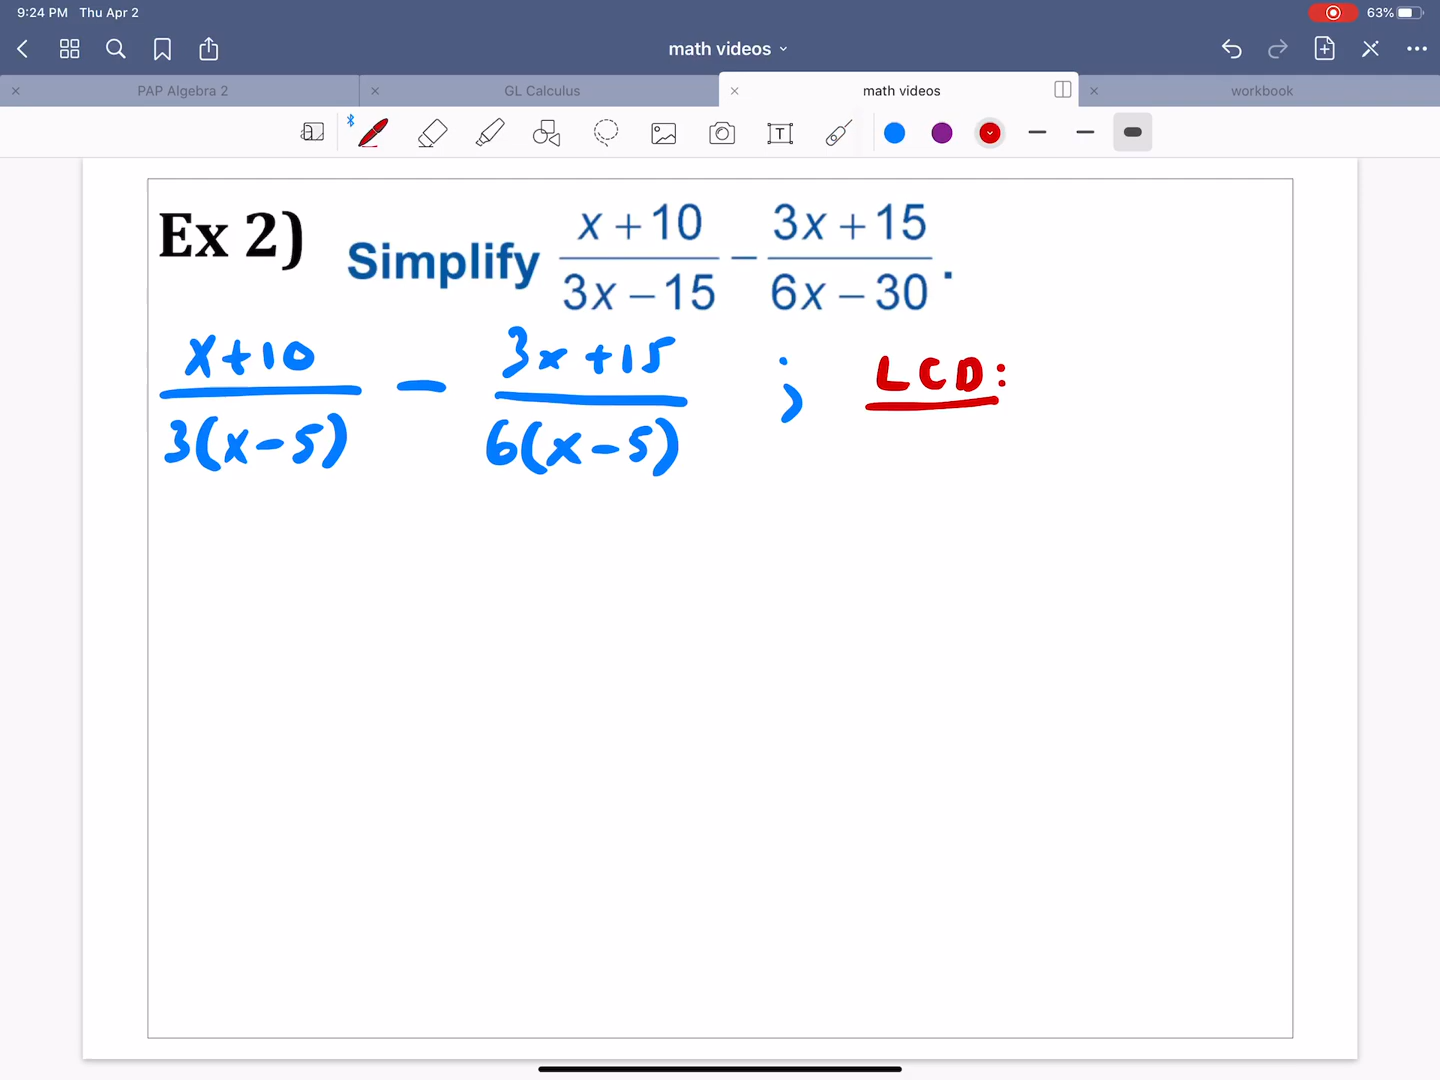 9:24 PM Thu Apr 2
63%
math videos
PAP Algebra 2
GL Calculus
math videos
workbook
T
Ex 2) Simplify (x + 10)/(3x − 15) − (3x + 15)/(6x − 30).
x+10 / 3(x−5) − 3x+15 / 6(x−5) ; LCD: